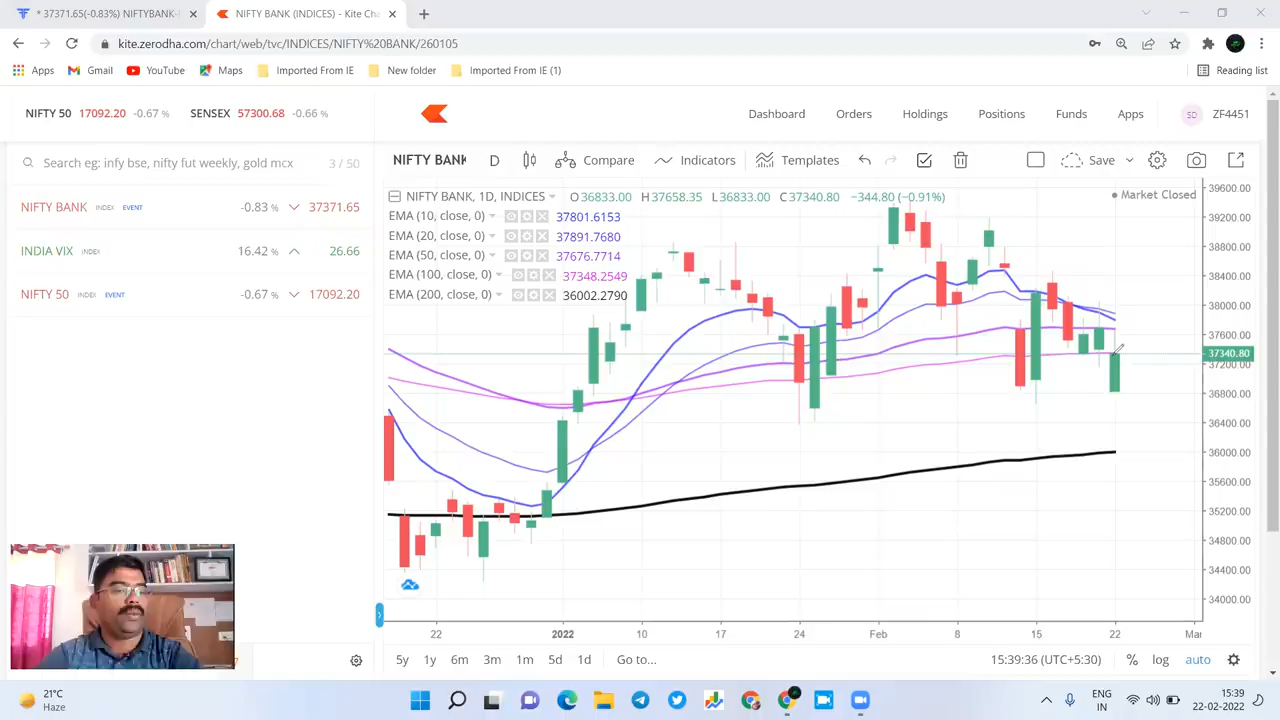 * 37371.65(-0.83%) NIFTYBANK-
NIFTY BANK (INDICES) - Kite Cha
kite.zerodha.com/chart/web/tvc/INDICES/NIFTY%20BANK/260105
Apps Gmail YouTube Maps Imported From IE New folder Imported From IE (1) Reading list
NIFTY 50 17092.20 -0.67 % SENSEX 57300.68 -0.66 %
Dashboard Orders Holdings Positions Funds Apps SD ZF4451
Search eg: infy bse, nifty fut weekly, gold mcx 3 / 50
NIFTY BANK INDEX EVENT -0.83 % 37371.65
INDIA VIX INDEX 16.42 % 26.66
NIFTY 50 INDEX EVENT -0.67 % 17092.20
NIFTY BANK D Compare Indicators Templates Save
NIFTY BANK, 1D, INDICES O36833.00 H37658.35 L36833.00 C37340.80 −344.80 (−0.91%)
Market Closed
EMA (10, close, 0) 37801.6153
EMA (20, close, 0) 37891.7680
EMA (50, close, 0) 37676.7714
EMA (100, close, 0) 37348.2549
EMA (200, close, 0) 36002.2790
39600.00
39200.00
38800.00
38400.00
38000.00
37600.00
37340.80
37200.00
36800.00
36400.00
36000.00
35600.00
35200.00
34800.00
34400.00
34000.00
22 2022 10 17 24 Feb 8 15 22 Mar
5y 1y 6m 3m 1m 5d 1d Go to... 15:39:36 (UTC+5:30) % log auto
21°C
Haze
ENG
IN
15:39
22-02-2022